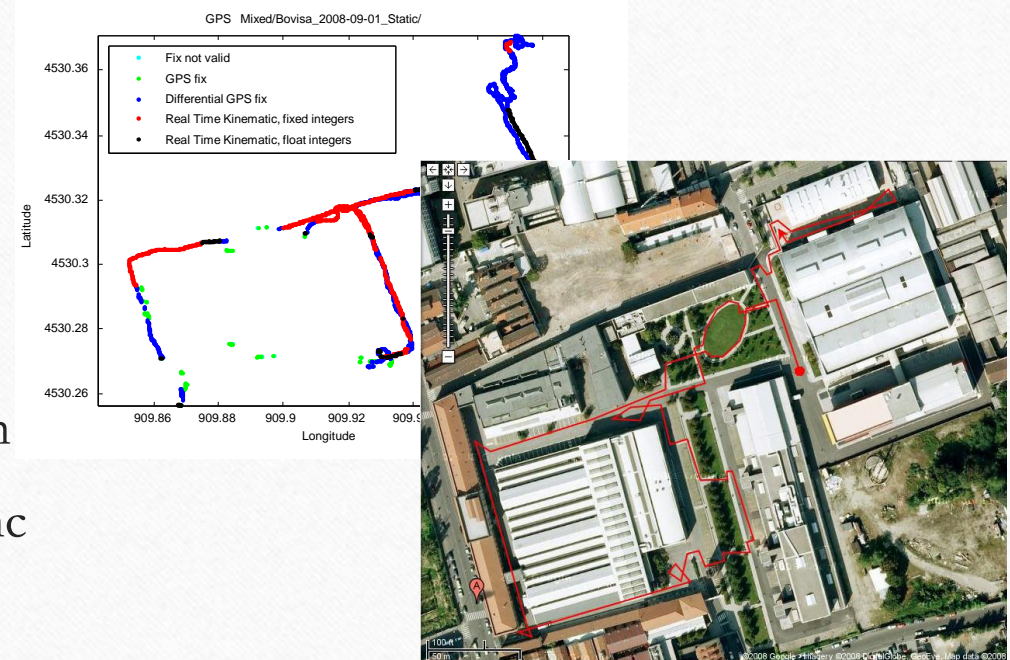 GPS Mixed/Bovisa_2008-09-01_Static/
Fix not valid
GPS fix
Differential GPS fix
Real Time Kinematic, fixed integers
Real Time Kinematic, float integers
4530.36
4530.34
4530.32
4530.3
4530.28
4530.26
Latitude
909.86
909.88
909.9
909.92
909.9
Longitude
A
100 ft
50 m
©2008 Google - Imagery ©2008 DigitalGlobe, GeoEye, Map data ©2008